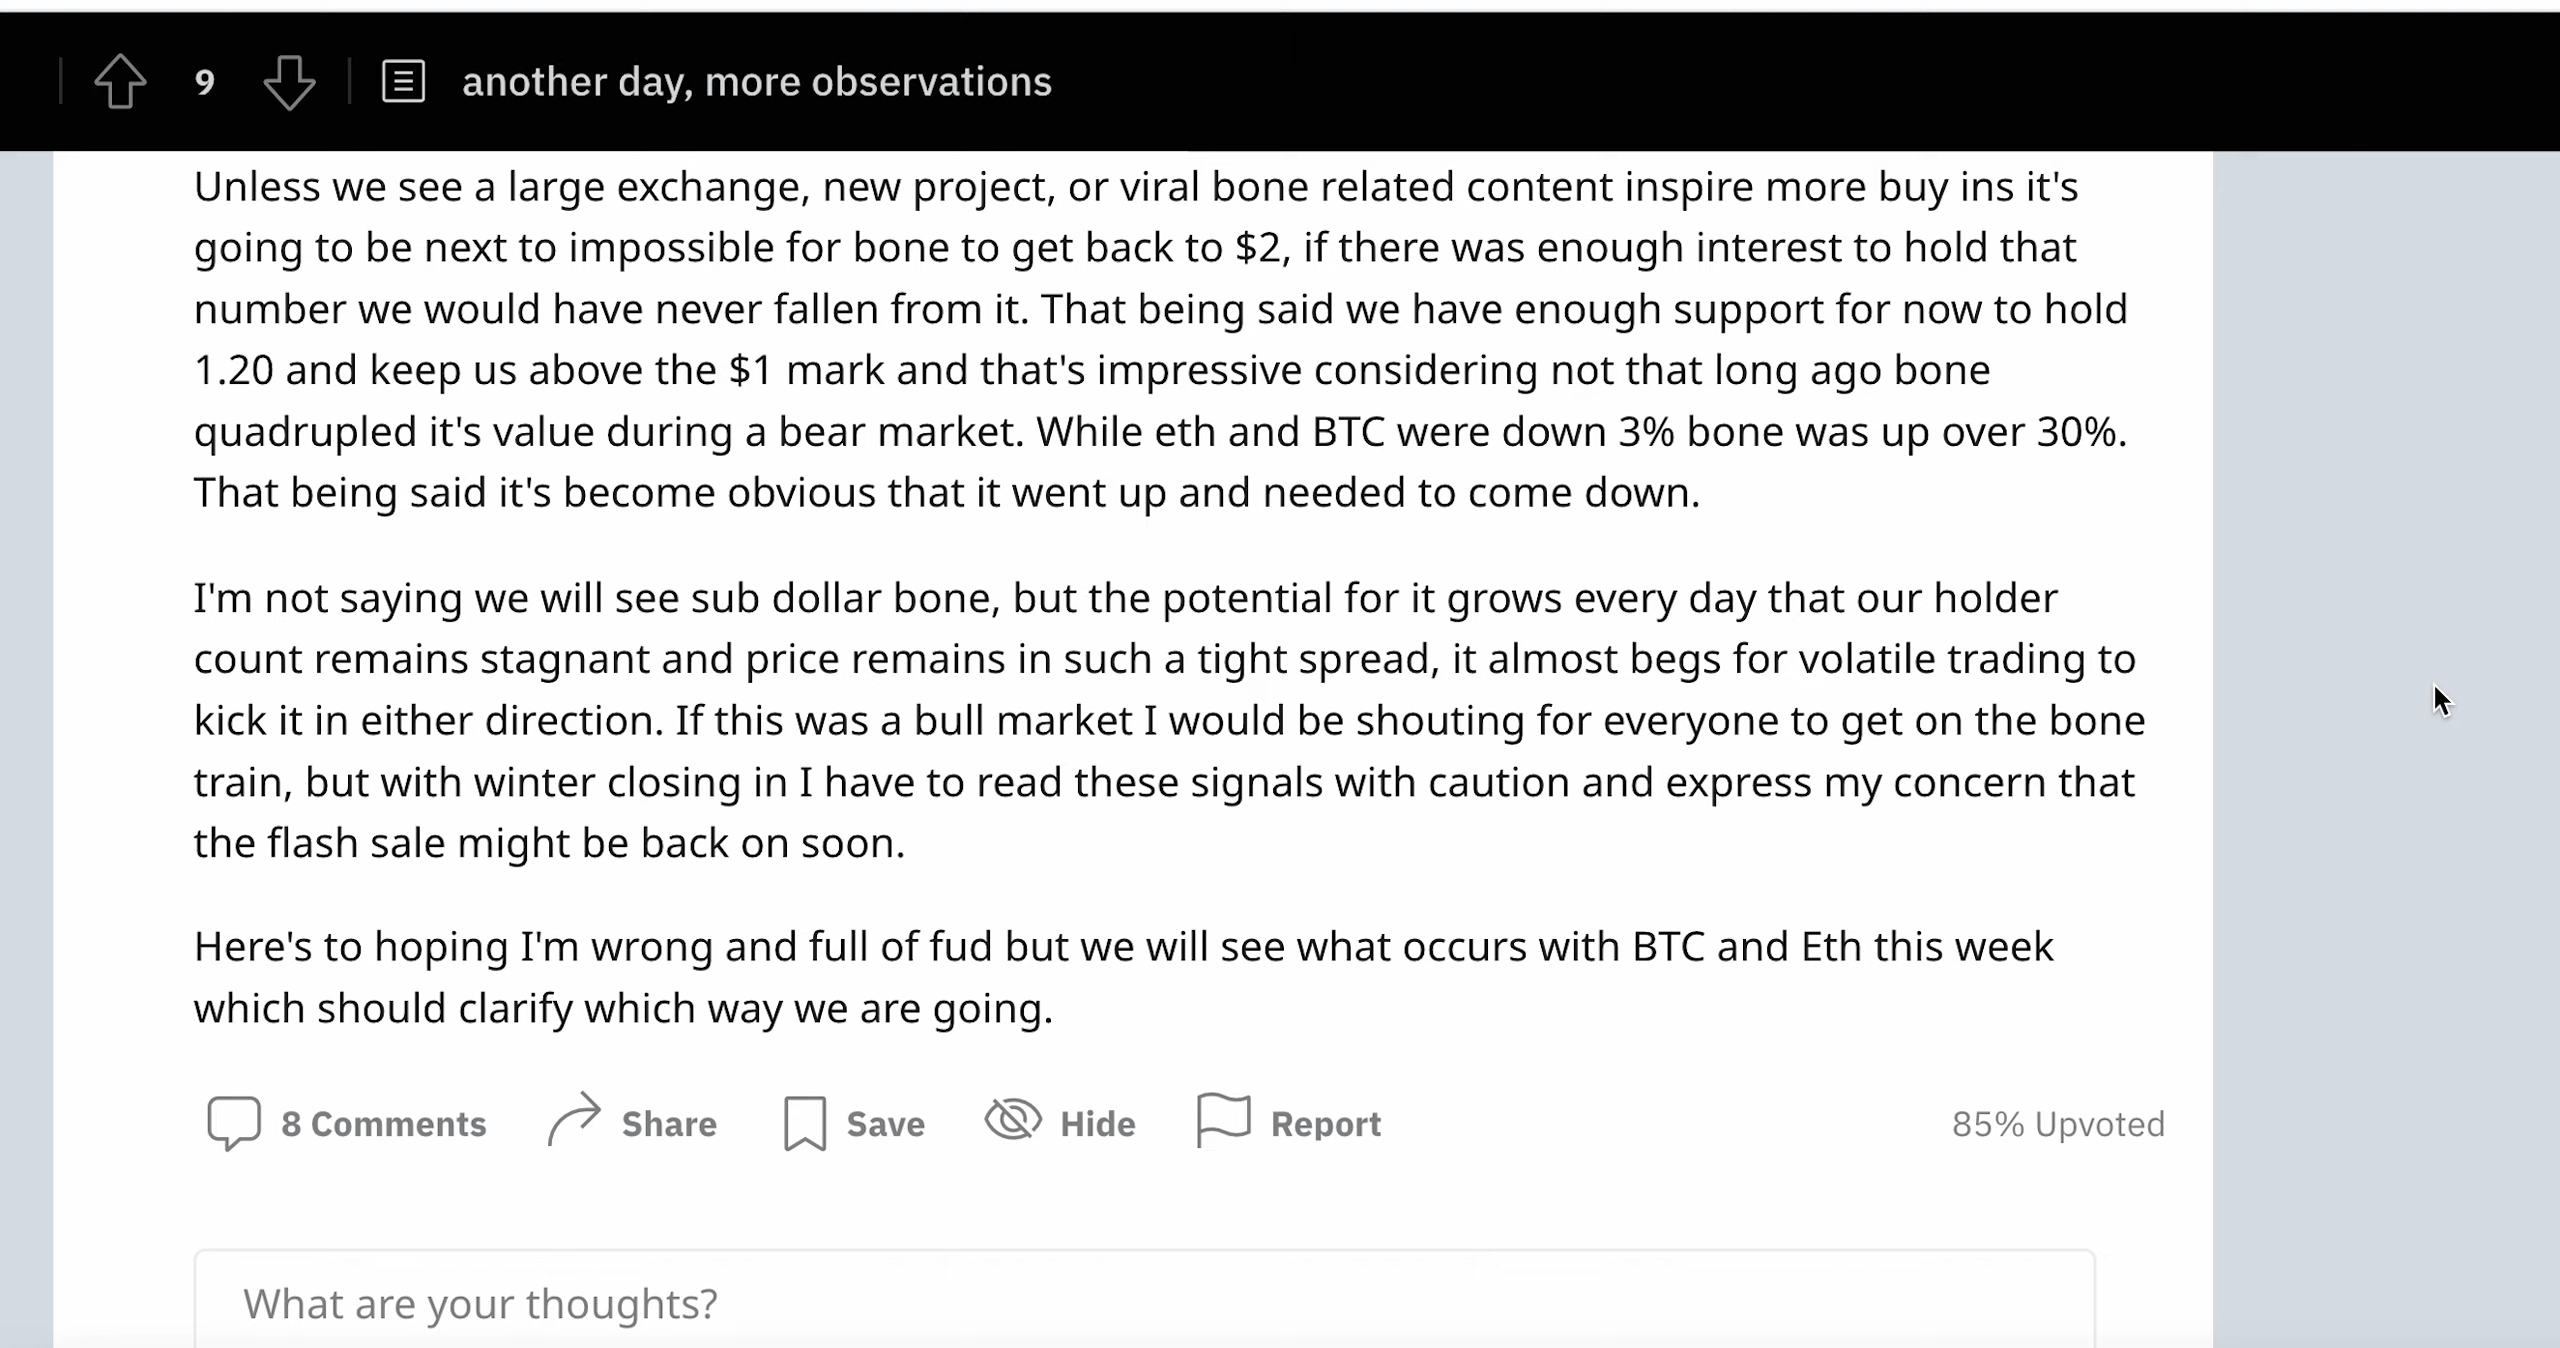 9
another day, more observations
Unless we see a large exchange, new project, or viral bone related content inspire more buy ins it's
going to be next to impossible for bone to get back to $2, if there was enough interest to hold that
number we would have never fallen from it. That being said we have enough support for now to hold
1.20 and keep us above the $1 mark and that's impressive considering not that long ago bone
quadrupled it's value during a bear market. While eth and BTC were down 3% bone was up over 30%.
That being said it's become obvious that it went up and needed to come down.
I'm not saying we will see sub dollar bone, but the potential for it grows every day that our holder
count remains stagnant and price remains in such a tight spread, it almost begs for volatile trading to
kick it in either direction. If this was a bull market I would be shouting for everyone to get on the bone
train, but with winter closing in I have to read these signals with caution and express my concern that
the flash sale might be back on soon.
Here's to hoping I'm wrong and full of fud but we will see what occurs with BTC and Eth this week
which should clarify which way we are going.
8 Comments Share Save Hide Report 85% Upvoted
What are your thoughts?